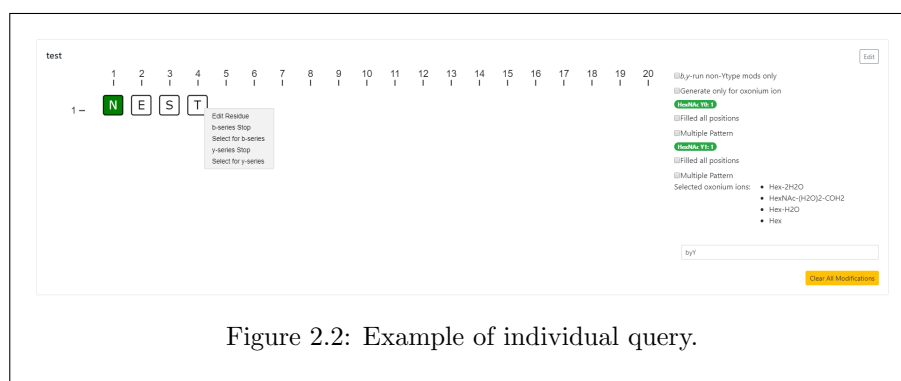 test
Edit
1 2 3 4 5 6 7 8 9 10 11 12 13 14 15 16 17 18 19 20
1 –
N E S T
Edit Residue
b-series Stop
Select for b-series
y-series Stop
Select for y-series
b,y-run non-Ytype mods only
Generate only for oxonium ion
HexNAc Y0: 1
Filled all positions
Multiple Pattern
HexNAc Y1: 1
Filled all positions
Multiple Pattern
Selected oxonium ions:
• Hex-2H2O
• HexNAc-(H2O)2-COH2
• Hex-H2O
• Hex
byY
Clear All Modifications
Figure 2.2: Example of individual query.